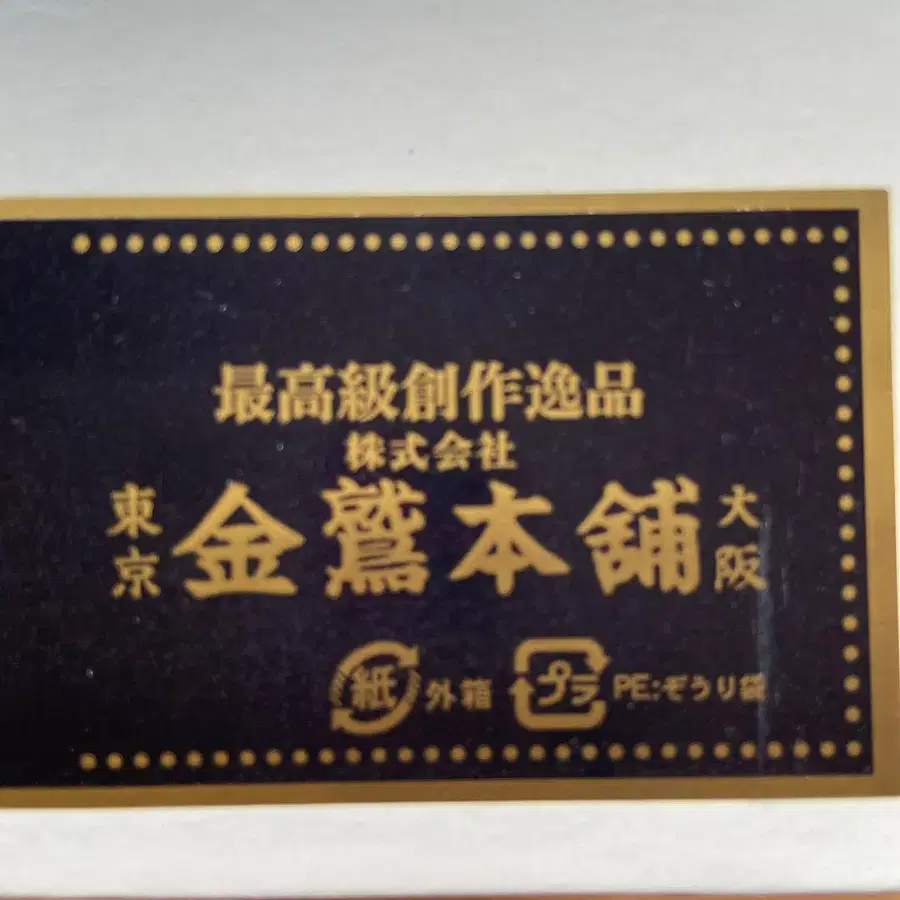 最高級創作逸品
株式会社
東京 金鷲本舗 大阪
紙 外箱 プラ PE:ぞうり袋